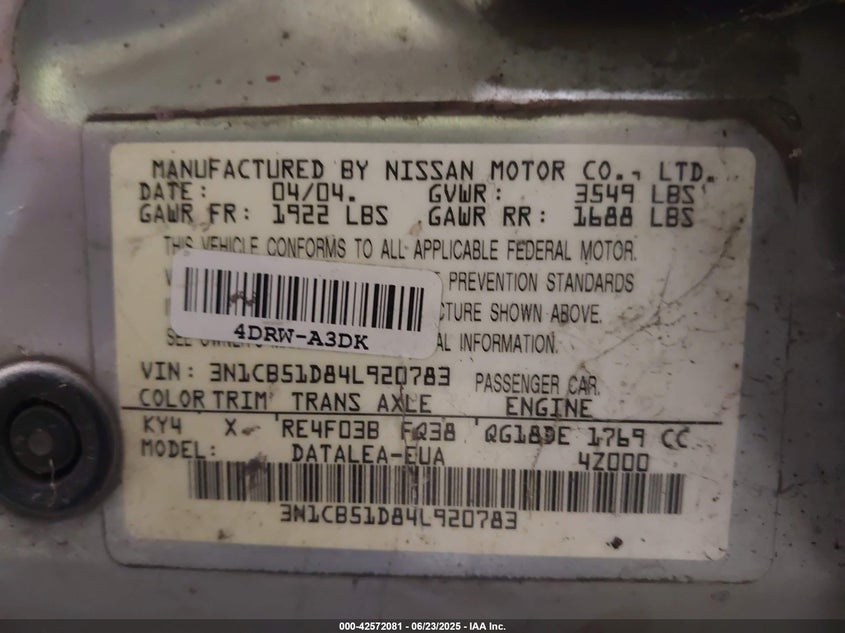 MANUFACTURED BY NISSAN MOTOR CO., LTD.
DATE: 04/04. GVWR: 3549 LBS
GAWR FR: 1922 LBS GAWR RR: 1688 LBS
THIS VEHICLE CONFORMS TO ALL APPLICABLE FEDERAL MOTOR
PREVENTION STANDARDS
SHOWN ABOVE.
4DRW-A3DK
SEE INFORMATION.
VIN: 3N1CB51D84L920783 PASSENGER CAR
COLOR TRIM TRANS AXLE ENGINE
KY4 X RE4F03B FQ38 QG18DE 1769 CC
MODEL: DATALEA-EUA 4Z000
3N1CB51D84L920783
000-42572081 - 06/23/2025 - IAA Inc.